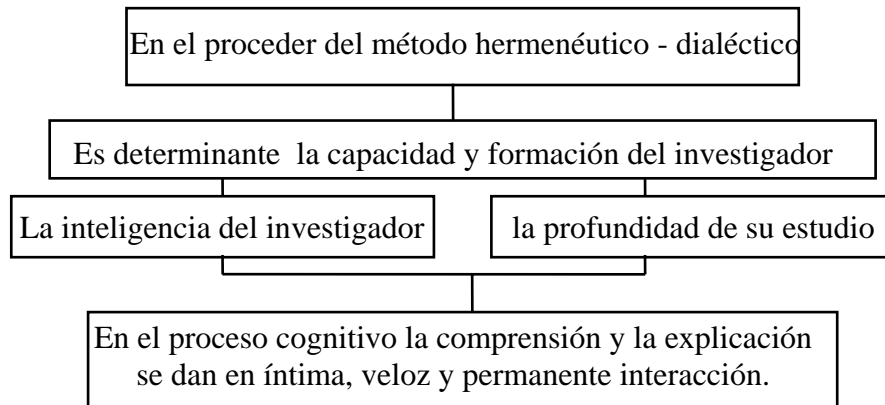 En el proceder del método hermenéutico - dialéctico
Es determinante la capacidad y formación del investigador
La inteligencia del investigador
la profundidad de su estudio
En el proceso cognitivo la comprensión y la explicación
se dan en íntima, veloz y permanente interacción.